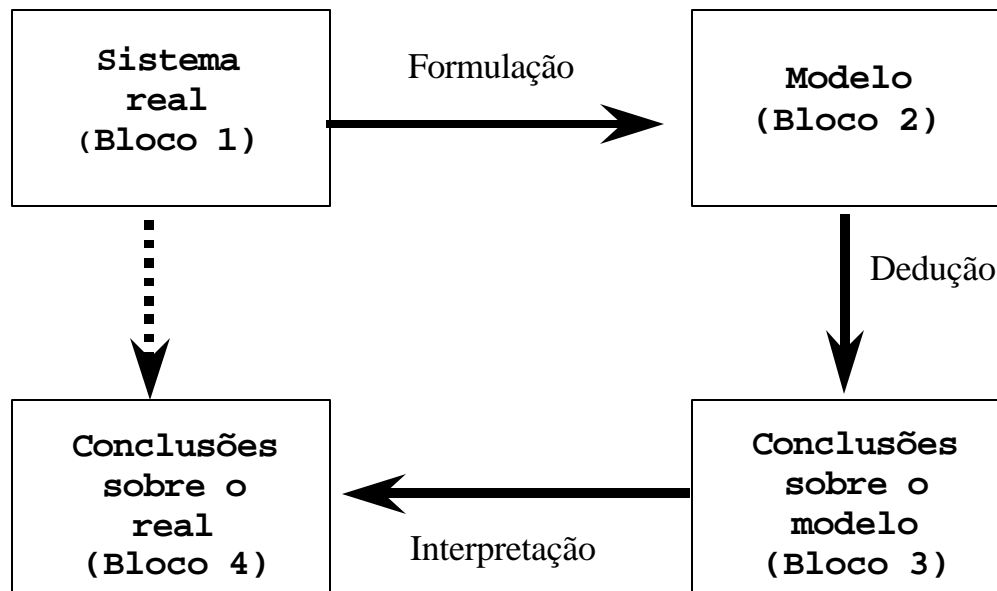 Sistema
real
(Bloco 1)
Formulação
Modelo
(Bloco 2)
Dedução
Conclusões
sobre o
real
(Bloco 4)
Interpretação
Conclusões
sobre o
modelo
(Bloco 3)